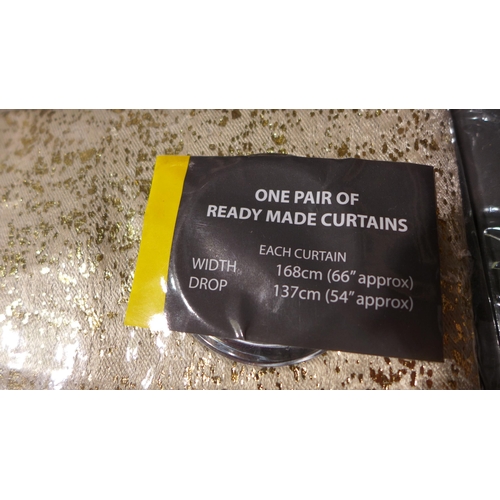 ONE PAIR OF
READY MADE CURTAINS
EACH CURTAIN
WIDTH 168cm (66" approx)
DROP 137cm (54" approx)